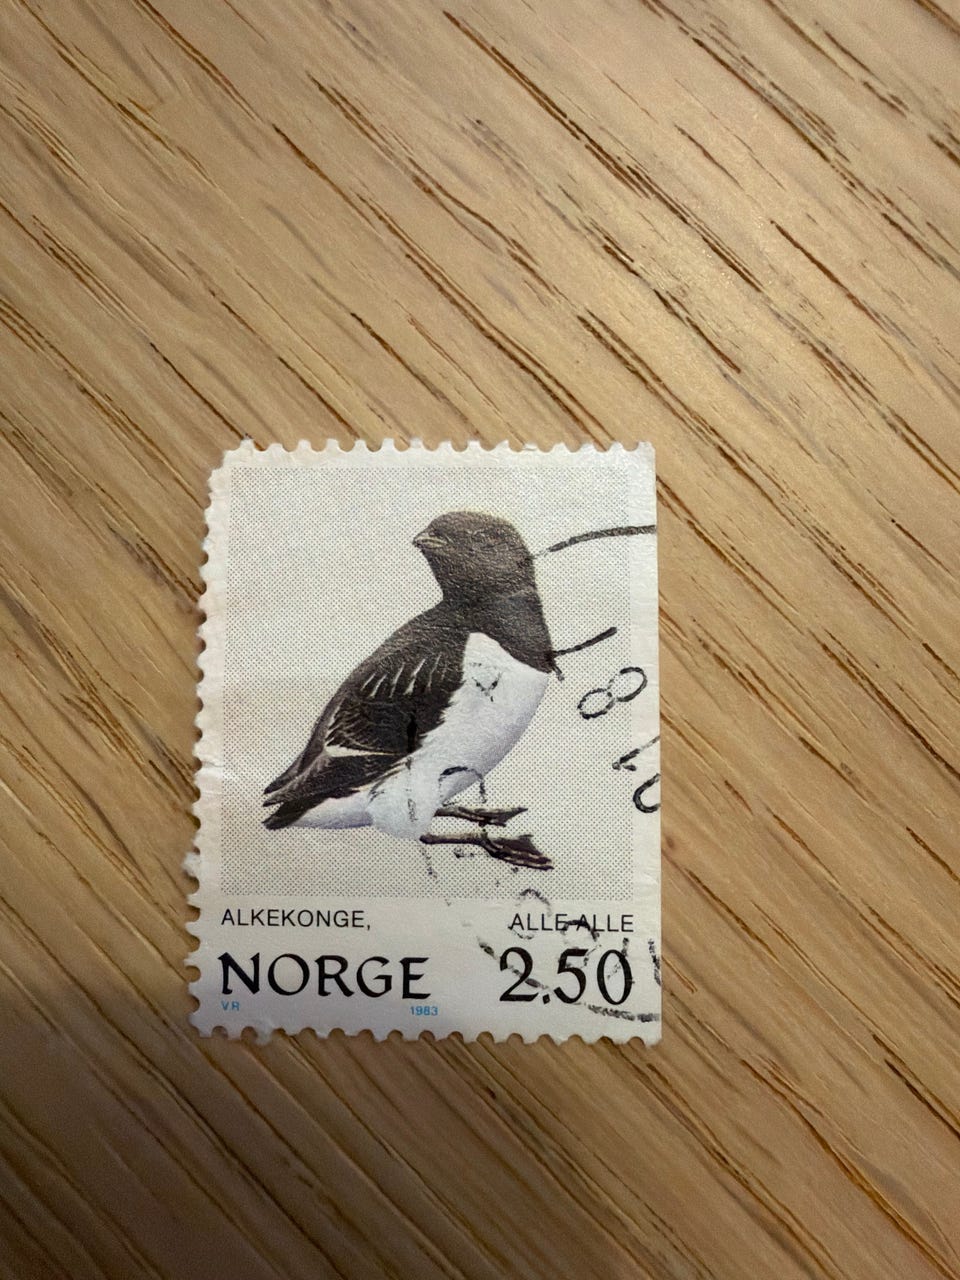 ALKEKONGE, ALLE ALLE
NORGE 2.50
VR 1983